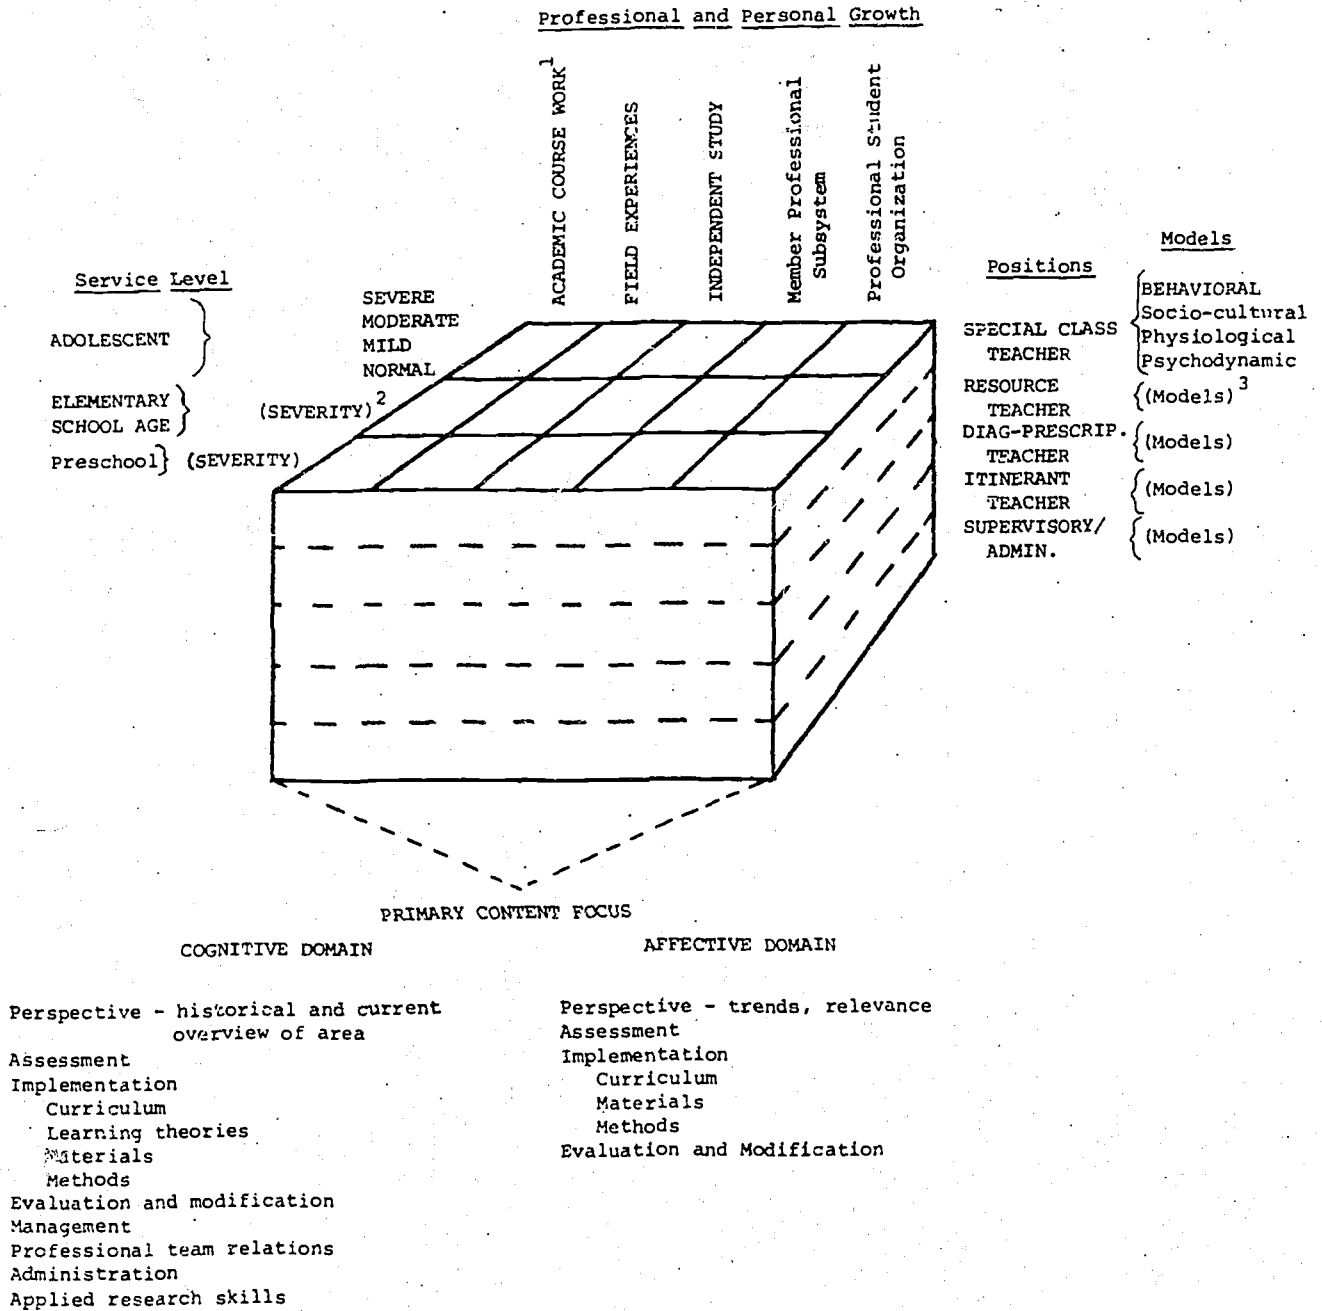 Professional and Personal Growth
ACADEMIC COURSE WORK1
FIELD EXPERIENCES
INDEPENDENT STUDY
Member Professional
Subsystem
Professional Student
Organization
Service Level
ADOLESCENT
ELEMENTARY
SCHOOL AGE
Preschool
SEVERE
MODERATE
MILD
NORMAL
(SEVERITY)2
(SEVERITY)
Positions
SPECIAL CLASS
TEACHER
RESOURCE
TEACHER
DIAG-PRESCRIP.
TEACHER
ITINERANT
TEACHER
SUPERVISORY/
ADMIN.
Models
BEHAVIORAL
Socio-cultural
Physiological
Psychodynamic
(Models)3
(Models)
(Models)
(Models)
PRIMARY CONTENT FOCUS
COGNITIVE DOMAIN
Perspective - historical and current
overview of area
Assessment
Implementation
Curriculum
Learning theories
Materials
Methods
Evaluation and modification
Management
Professional team relations
Administration
Applied research skills
AFFECTIVE DOMAIN
Perspective - trends, relevance
Assessment
Implementation
Curriculum
Materials
Methods
Evaluation and Modification